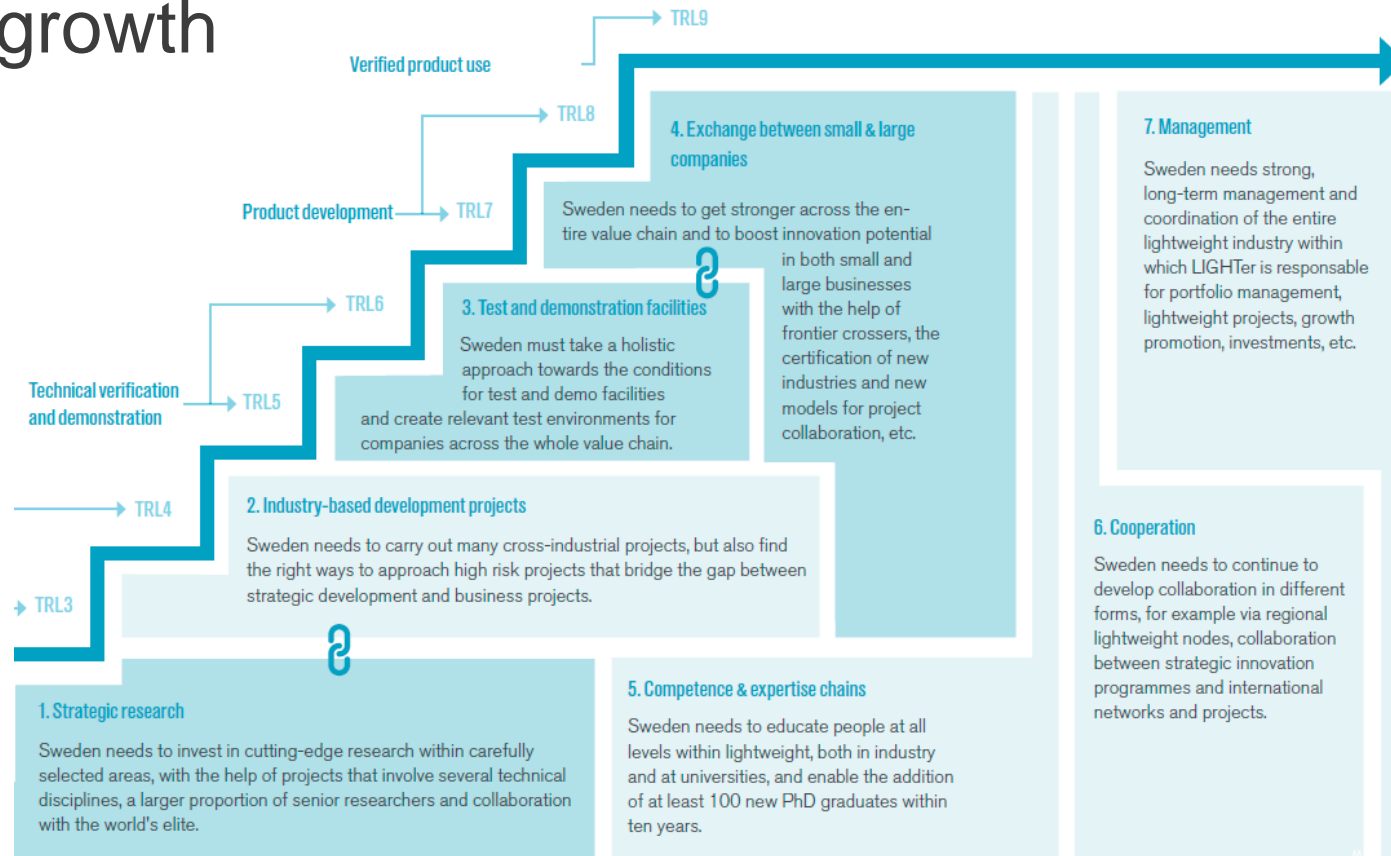 growth
TRL9
Verified product use
TRL8
Product development
TRL7
TRL6
Technical verification
and demonstration
TRL5
TRL4
TRL3
4. Exchange between small & large
companies
Sweden needs to get stronger across the en-
tire value chain and to boost innovation potential
in both small and
large businesses
with the help of
frontier crossers, the
certification of new
industries and new
models for project
collaboration, etc.
7. Management
Sweden needs strong,
long-term management and
coordination of the entire
lightweight industry within
which LIGHTer is responsable
for portfolio management,
lightweight projects, growth
promotion, investments, etc.
3. Test and demonstration facilities
Sweden must take a holistic
approach towards the conditions
for test and demo facilities
and create relevant test environments for
companies across the whole value chain.
2. Industry-based development projects
Sweden needs to carry out many cross-industrial projects, but also find
the right ways to approach high risk projects that bridge the gap between
strategic development and business projects.
6. Cooperation
Sweden needs to continue to
develop collaboration in different
forms, for example via regional
lightweight nodes, collaboration
between strategic innovation
programmes and international
networks and projects.
1. Strategic research
Sweden needs to invest in cutting-edge research within carefully
selected areas, with the help of projects that involve several technical
disciplines, a larger proportion of senior researchers and collaboration
with the world's elite.
5. Competence & expertise chains
Sweden needs to educate people at all
levels within lightweight, both in industry
and at universities, and enable the addition
of at least 100 new PhD graduates within
ten years.